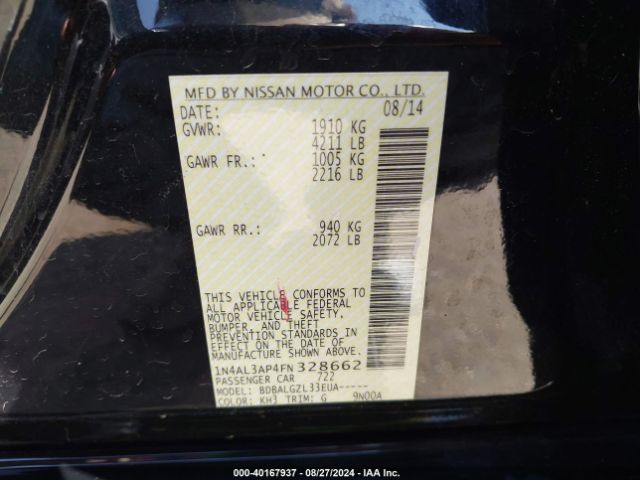 MFD BY NISSAN MOTOR CO., LTD.
DATE: 08/14
GVWR: 1910 KG
4211 LB
GAWR FR.: 1005 KG
2216 LB
GAWR RR.: 940 KG
2072 LB
THIS VEHICLE CONFORMS TO
ALL APPLICABLE FEDERAL
MOTOR VEHICLE SAFETY,
BUMPER, AND THEFT
PREVENTION STANDARDS IN
EFFECT ON THE DATE OF
MANUFACTURE SHOWN ABOVE.
1N4AL3AP4FN328662
PASSENGER CAR 722
MODEL: BDBALGZL33EUA-----
COLOR: KH3 TRIM: G 9N00A
© - 40167937 - 08/27/2024 - IAA Inc.